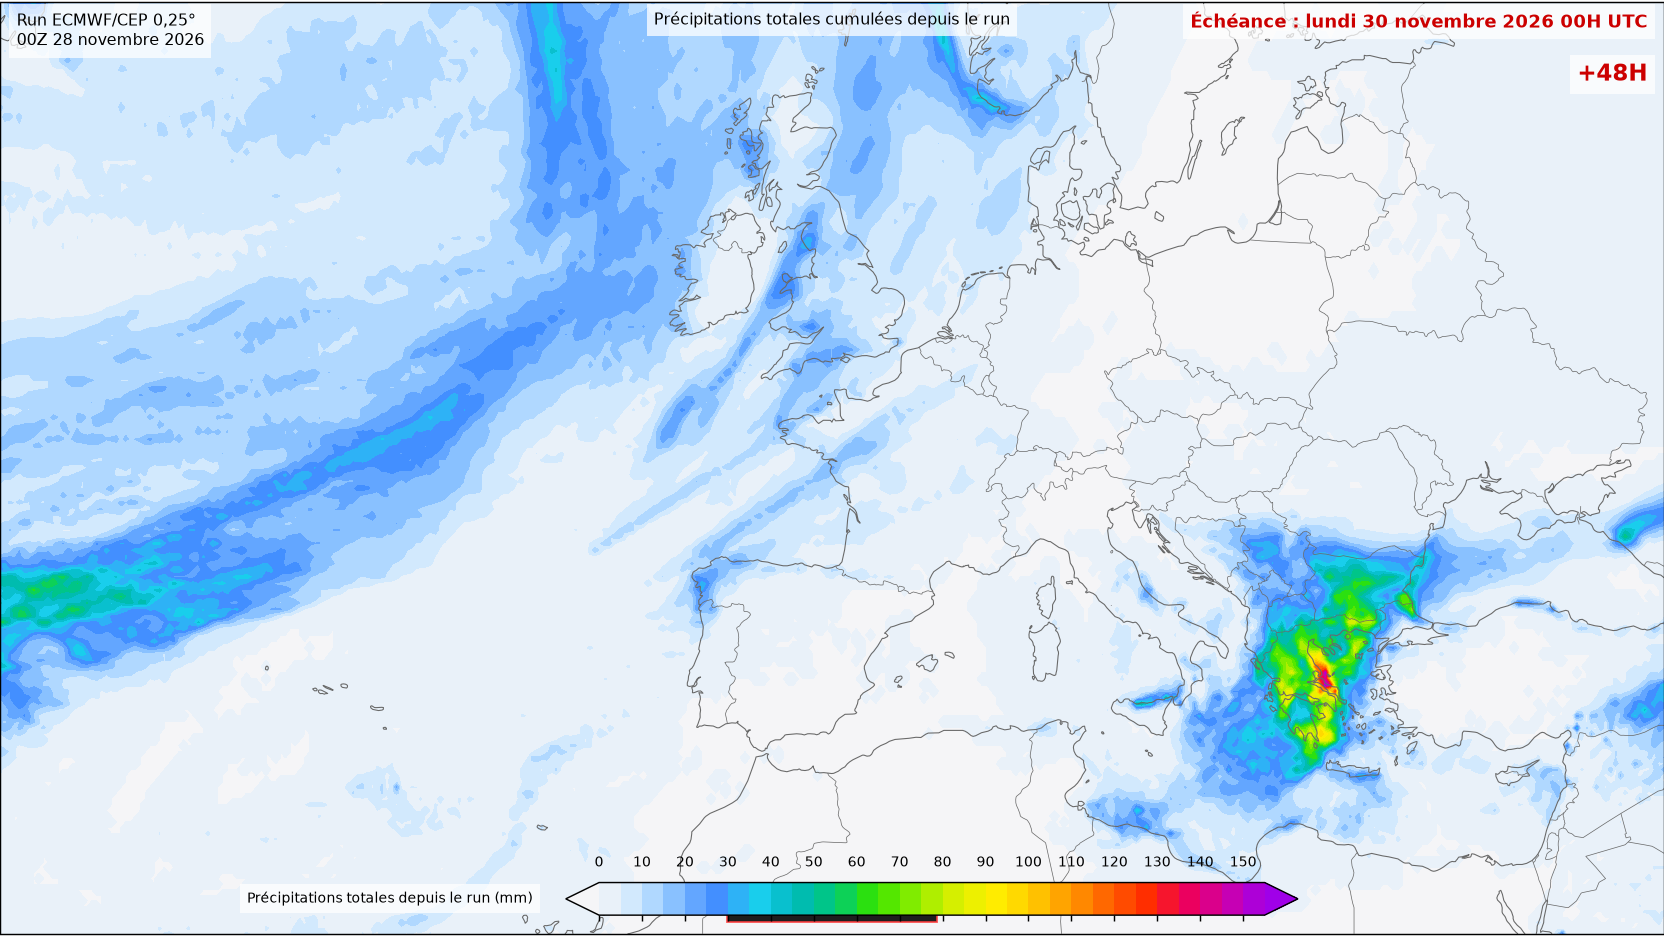 Run ECMWF/CEP 0,25°
00Z 28 novembre 2026
Précipitations totales cumulées depuis le run
Échéance : lundi 30 novembre 2026 00H UTC
+48H
0 10 20 30 40 50 60 70 80 90 100 110 120 130 140 150
Précipitations totales depuis le run (mm)